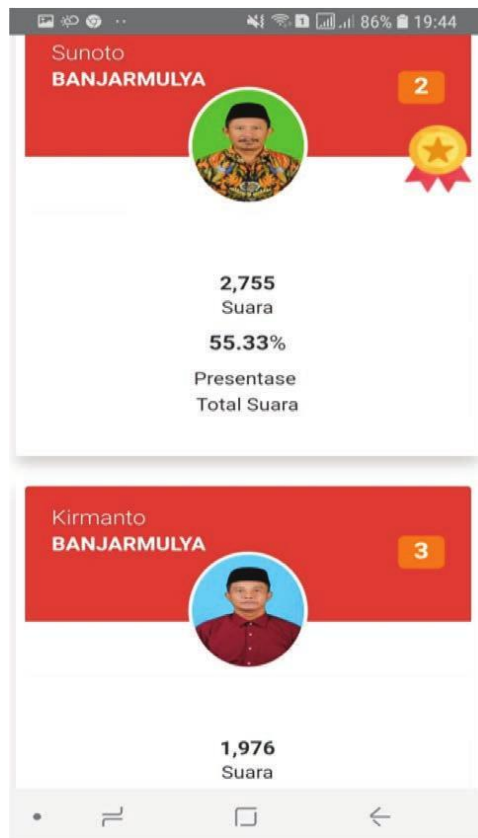 86% 19:44
Sunoto
BANJARMULYA
2
2,755
Suara
55.33%
Presentase
Total Suara
Kirmanto
BANJARMULYA
3
1,976
Suara